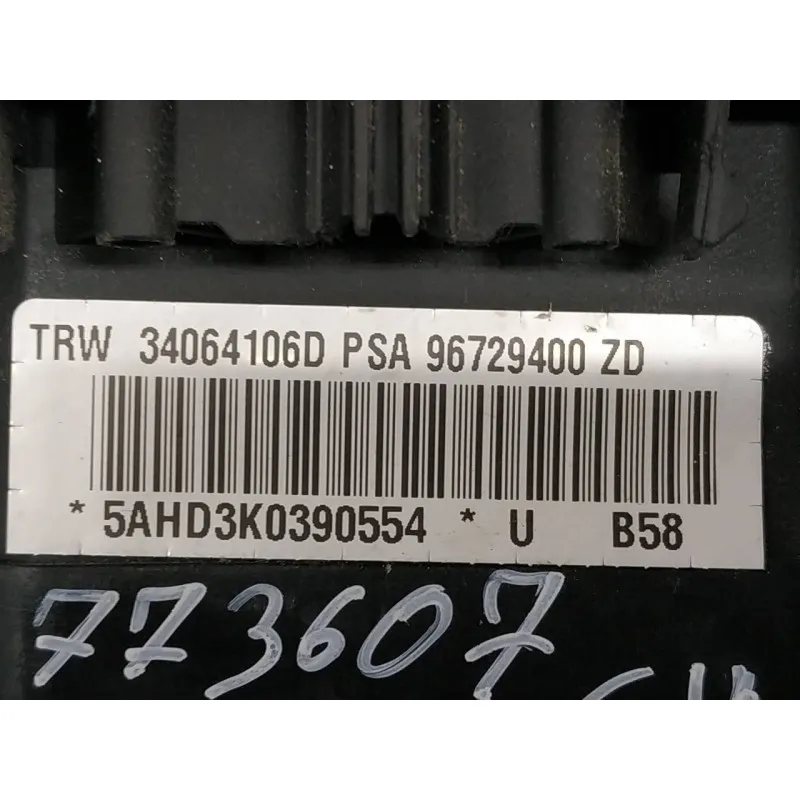 TRW 34064106D PSA 96729400 ZD
* 5AHD3K0390554 * U B58
773607